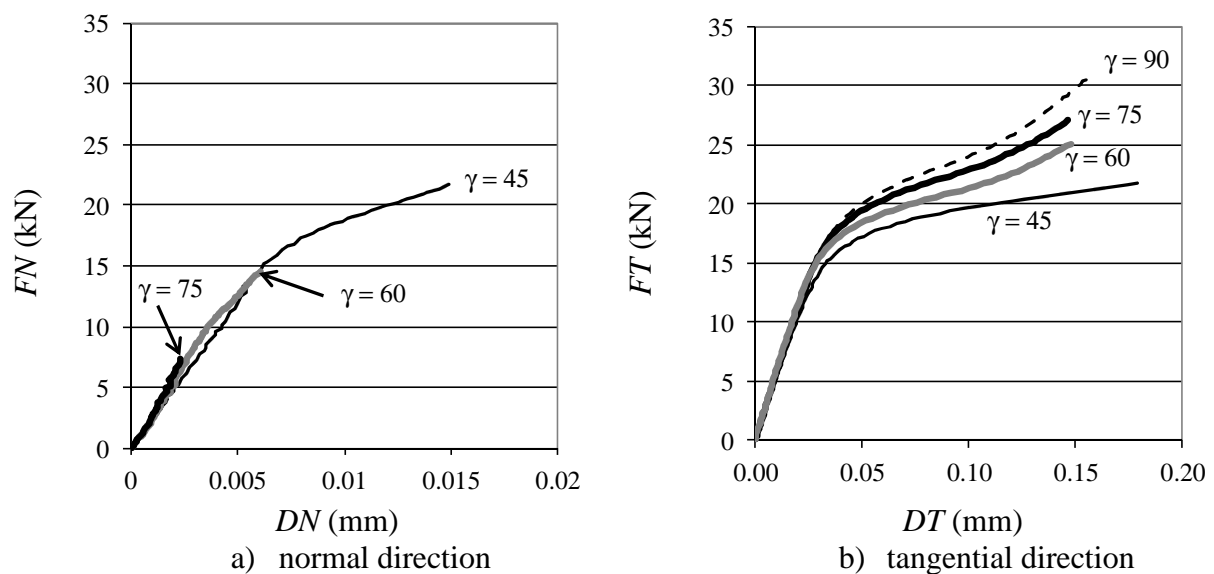 35
30
25
20
15
10
5
0
FN (kN)
γ = 45
γ = 75
γ = 60
0 0.005 0.01 0.015 0.02
DN (mm)
a) normal direction
35
30
25
20
15
10
5
0
FT (kN)
γ = 90
γ = 75
γ = 60
γ = 45
0.00 0.05 0.10 0.15 0.20
DT (mm)
b) tangential direction